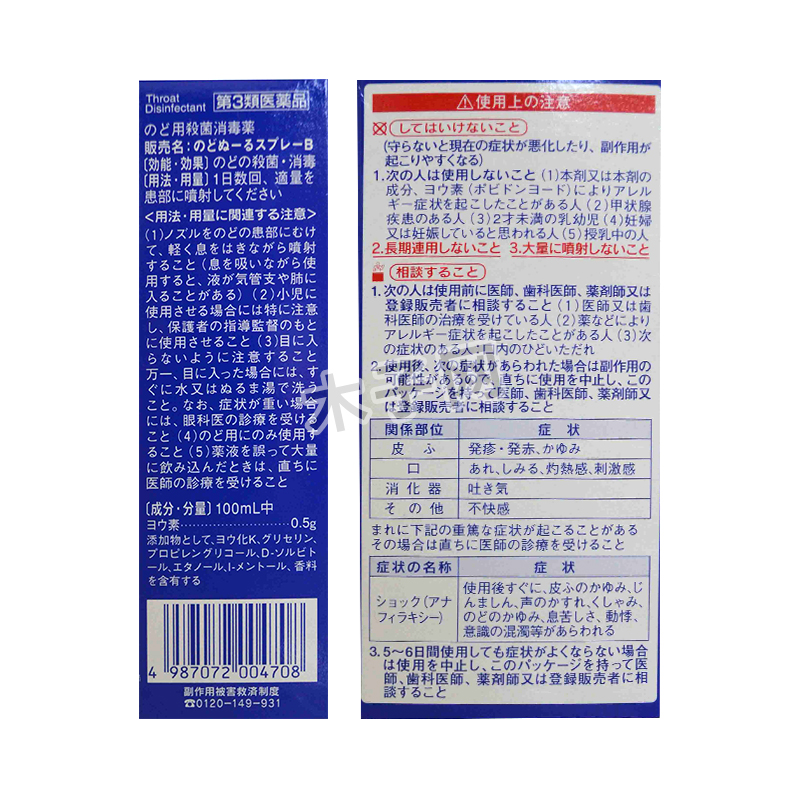 Throat
Disinfectant
第3類医薬品
のど用殺菌消毒薬
販売名:のどぬーるスプレーB
〔効能・効果〕のどの殺菌・消毒
〔用法・用量〕1日数回、適量を
患部に噴射してください
<用法・用量に関連する注意>
(1)ノズルをのどの患部にむけ
て、軽く息をはきながら噴射
すること(息を吸いながら使
用すると、液が気管支や肺に
入ることがある)(2)小児に
使用させる場合には特に注意
し、保護者の指導監督のもと
に使用させること(3)目に入
らないように注意すること
万一、目に入った場合には、す
ぐに水又はぬるま湯で洗う
こと。なお、症状が重い場合
には、眼科医の診療を受ける
こと(4)のど用にのみ使用す
ること(5)薬液を誤って大量
に飲み込んだときは、直ちに
医師の診療を受けること
〔成分・分量〕100mL中
ヨウ素………………………0.5g
添加物として、ヨウ化K、グリセリン、
プロピレングリコール、D-ソルビト
ール、エタノール、l-メントール、香料
を含有する
4 987072 004708
副作用被害救済制度
☎0120-149-931
⚠使用上の注意
してはいけないこと
(守らないと現在の症状が悪化したり、副作用が
起こりやすくなる)
1.次の人は使用しないこと(1)本剤又は本剤の
成分、ヨウ素(ポビドンヨード)によりアレル
ギー症状を起こしたことがある人(2)甲状腺
疾患のある人(3)2才未満の乳幼児(4)妊婦
又は妊娠していると思われる人(5)授乳中の人
2.長期連用しないこと 3.大量に噴射しないこと
相談すること
1.次の人は使用前に医師、歯科医師、薬剤師又は
登録販売者に相談すること(1)医師又は歯
科医師の治療を受けている人(2)薬などにより
アレルギー症状を起こしたことがある人(3)次
の症状のある人:口内のひどいただれ
2.使用後、次の症状があらわれた場合は副作用の
可能性があるので、直ちに使用を中止し、この
パッケージを持って医師、歯科医師、薬剤師又
は登録販売者に相談すること
関係部位 症状
皮ふ 発疹・発赤、かゆみ
口 あれ、しみる、灼熱感、刺激感
消化器 吐き気
その他 不快感
まれに下記の重篤な症状が起こることがある
その場合は直ちに医師の診療を受けること
症状の名称 症状
ショック(アナ
フィラキシー)
使用後すぐに、皮ふのかゆみ、じ
んましん、声のかすれ、くしゃみ、
のどのかゆみ、息苦しさ、動悸、
意識の混濁等があらわれる
3.5〜6日間使用しても症状がよくならない場合
は使用を中止し、このパッケージを持って医
師、歯科医師、薬剤師又は登録販売者に相
談すること